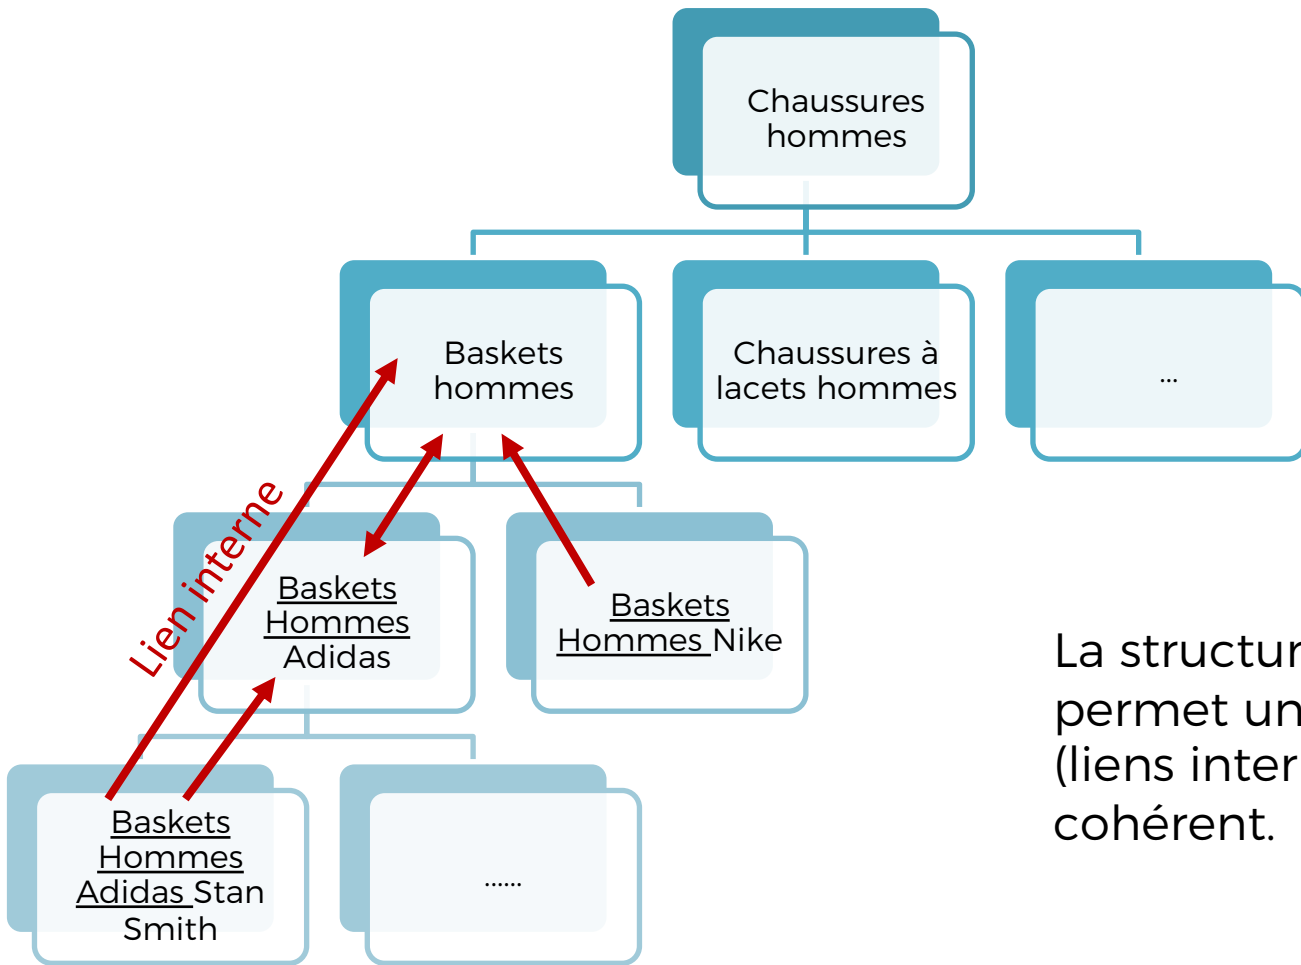 Chaussures
hommes
Baskets
hommes
Chaussures à
lacets hommes
...
Lien interne
Baskets
Hommes
Adidas
Baskets
Hommes Nike
La structur
permet un
(liens inter
cohérent.
Baskets
Hommes
Adidas Stan
Smith
......